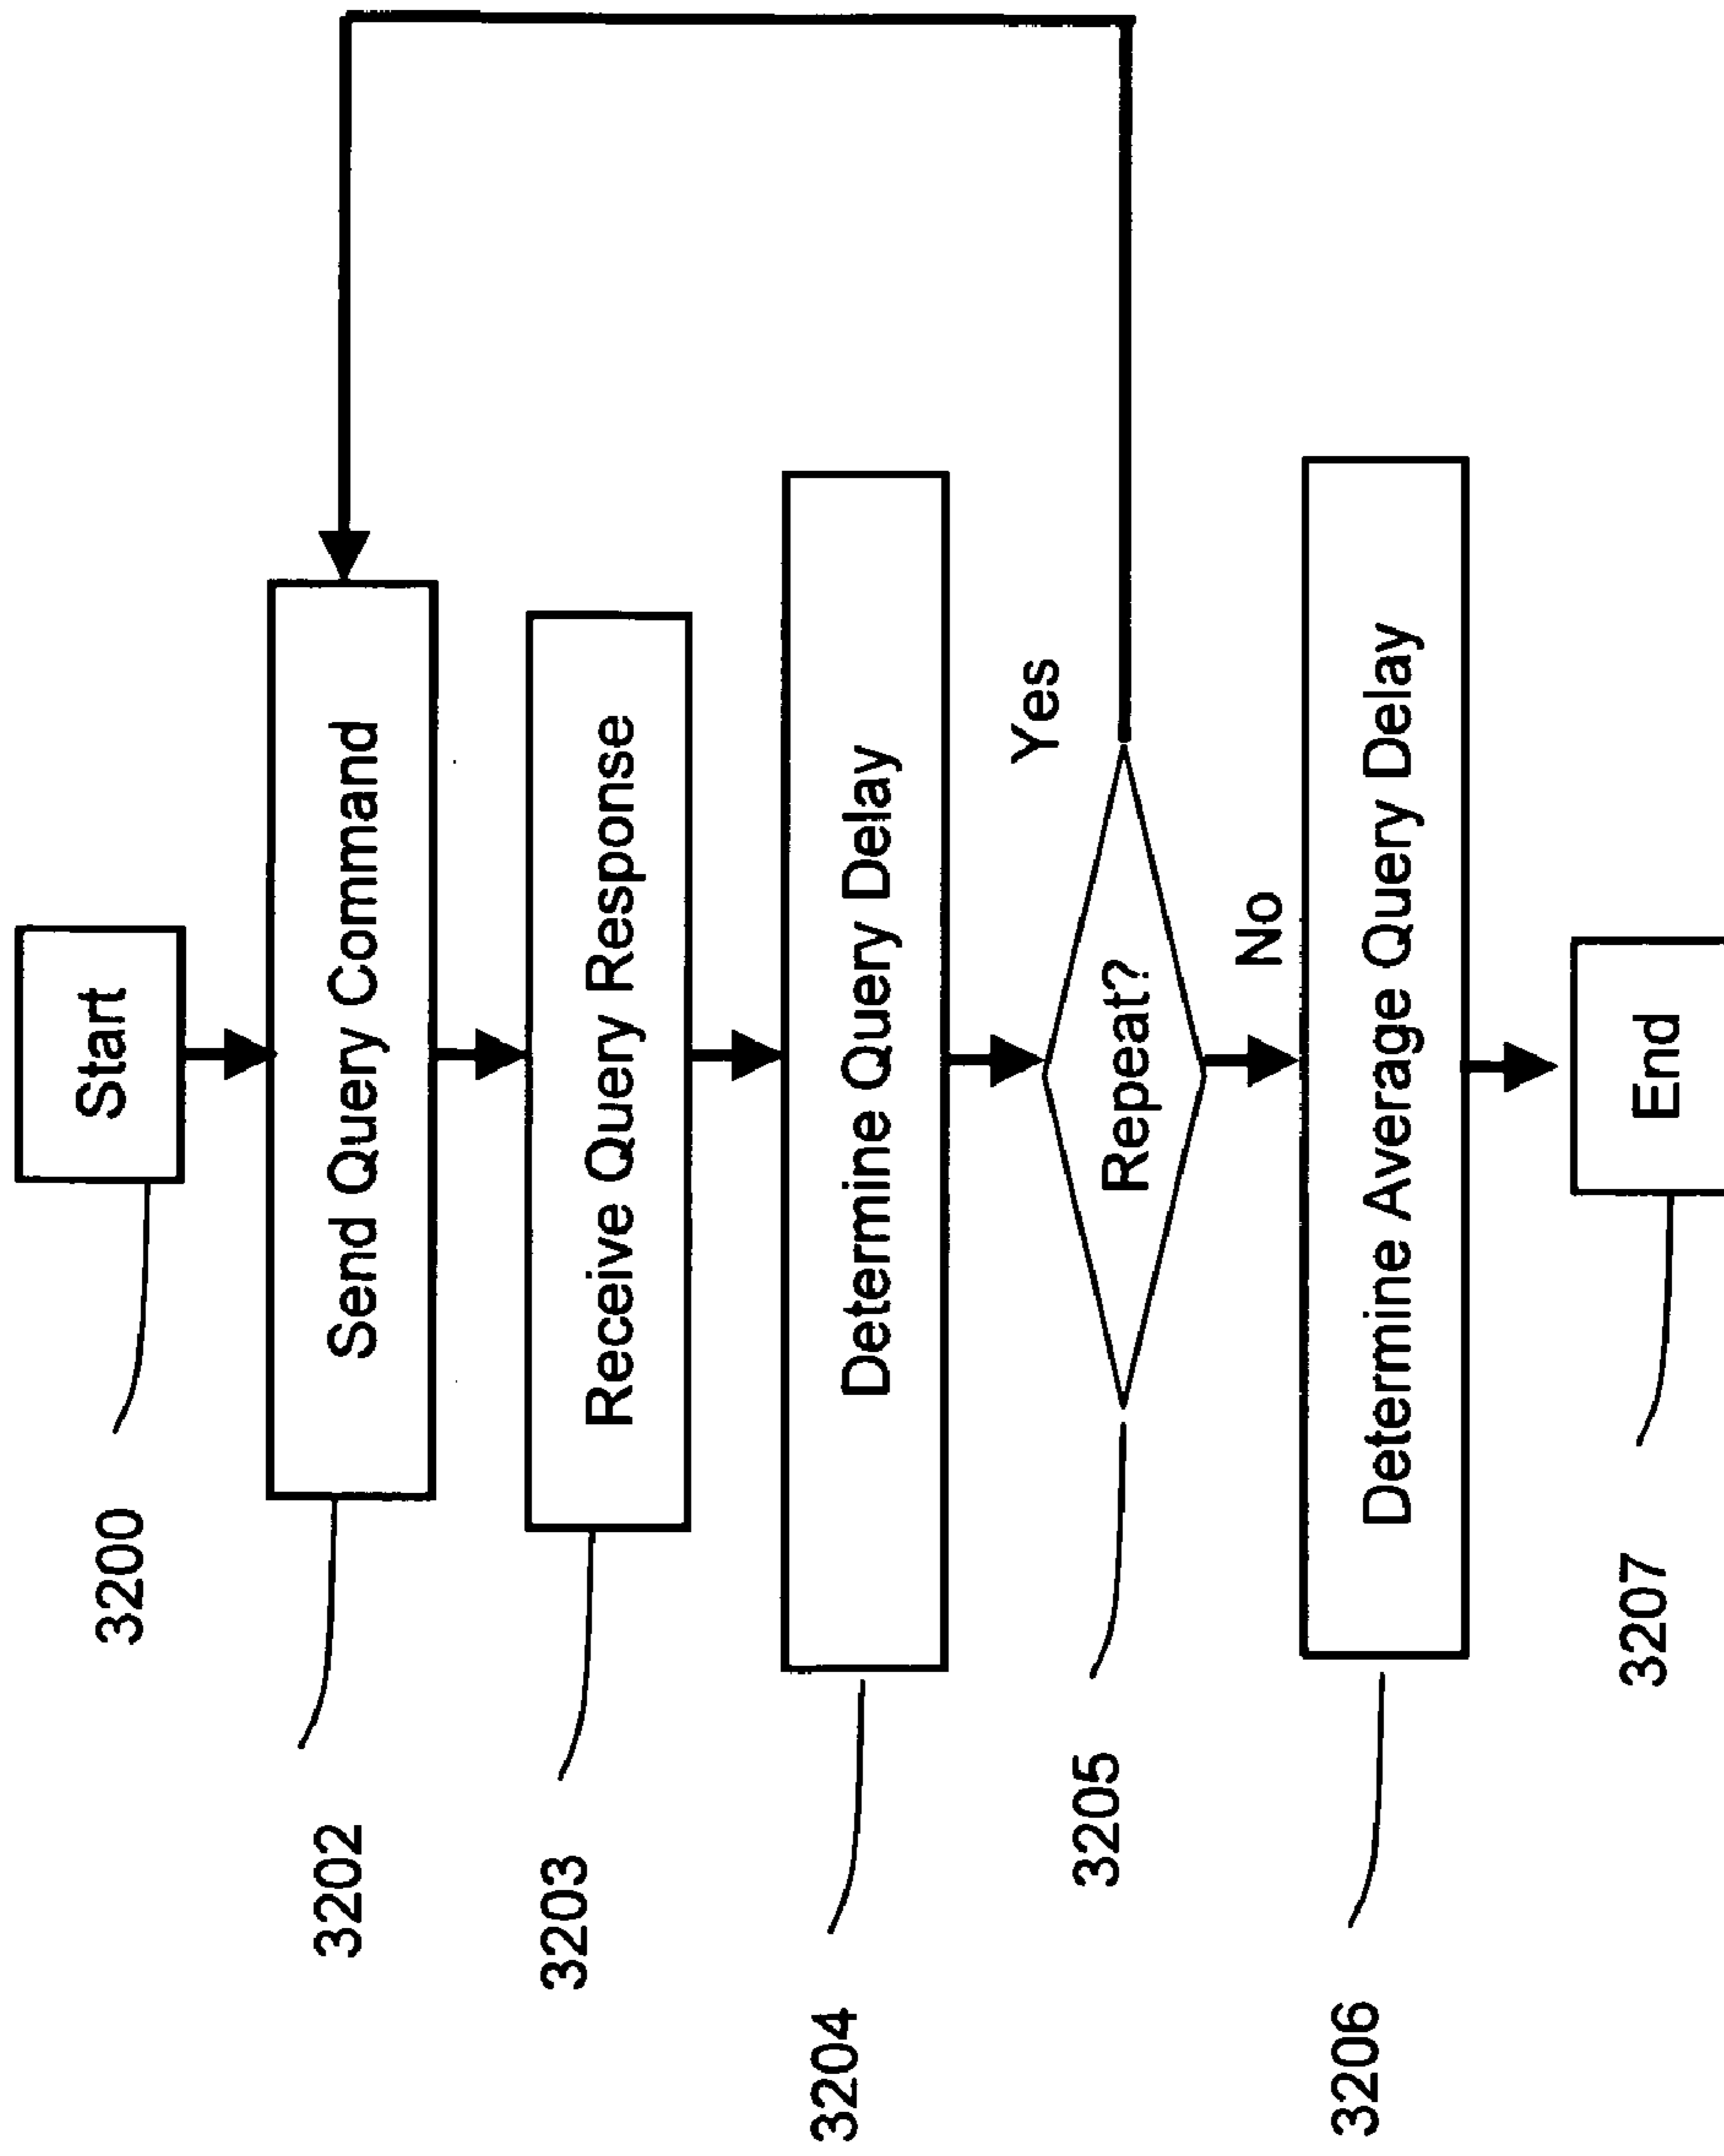 3200
Start
3202
Send Query Command
3203
Receive Query Response
3204
Determine Query Delay
3205
Repeat?
Yes
No
3206
Determine Average Query Delay
3207
End